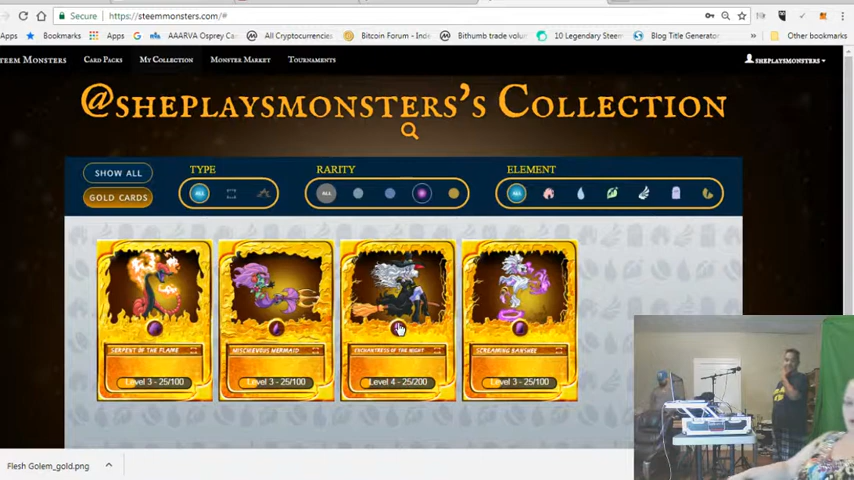 Secure https://steemmonsters.com/#
Bookmarks Apps G AAARVA Osprey Cac All Cryptocurrencies Bitcoin Forum - Inde Bithumb trade volu 10 Legendary Steem Blog Title Generator Other bookmarks
TEEM MONSTERS CARD PACKS MY COLLECTION MONSTER MARKET TOURNAMENTS SHEPLAYSMONSTERS
@SHEPLAYSMONSTERS'S COLLECTION
SHOW ALL
GOLD CARDS
TYPE
ALL
RARITY
ALL
ELEMENT
ALL
SERPENT OF THE FLAME
Level 3 - 25/100
MISCHIEVOUS MERMAID
Level 3 - 25/100
ENCHANTRESS OF THE NIGHT
Level 4 - 25/200
SCREAMING BANSHEE
Level 3 - 25/100
Flesh Golem_gold.png